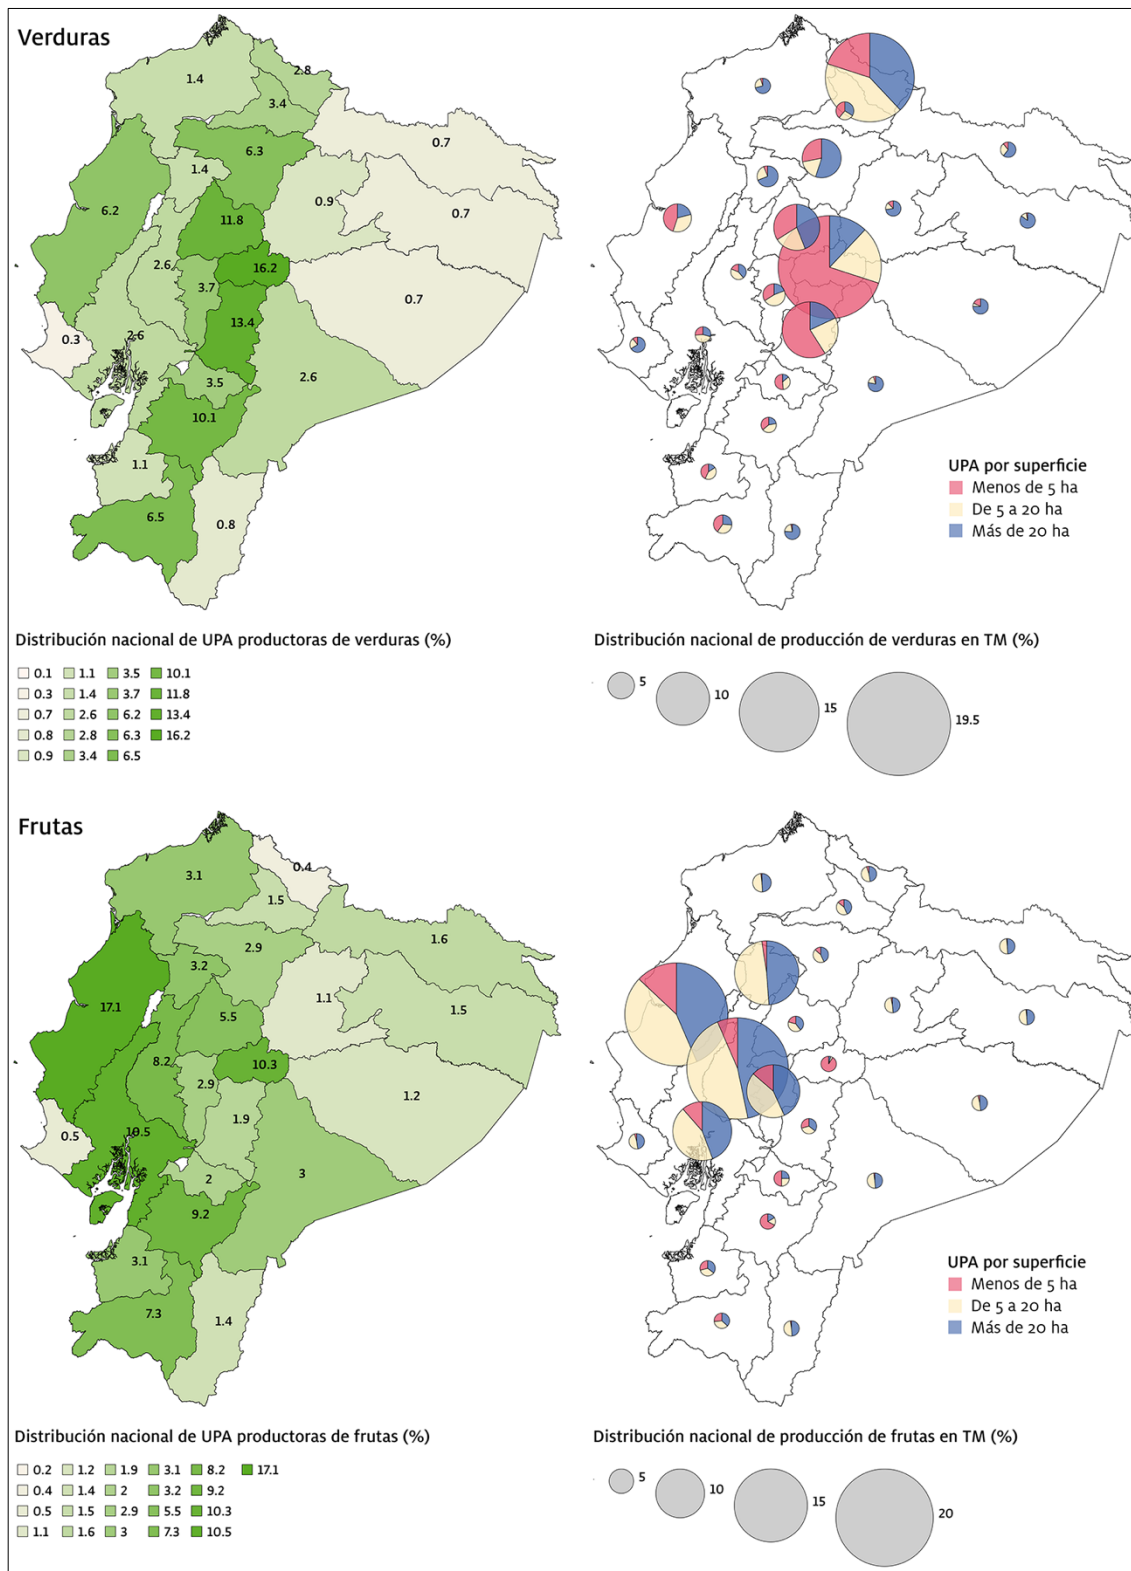 Verduras
2.8
1.4
3.4
0.7
6.3
1.4
0.9
6.2
0.7
11.8
2.6
16.2
3.7
0.7
13.4
0.3
2.6
2.6
3.5
10.1
1.1
6.5
0.8
UPA por superficie
Menos de 5 ha
De 5 a 20 ha
Más de 20 ha
Distribución nacional de UPA productoras de verduras (%)
0.1 1.1 3.5 10.1
0.3 1.4 3.7 11.8
0.7 2.6 6.2 13.4
0.8 2.8 6.3 16.2
0.9 3.4 6.5
Distribución nacional de producción de verduras en TM (%)
5
10
15
19.5
Frutas
0.4
3.1
1.5
1.6
2.9
3.2
1.1
17.1
1.5
5.5
8.2
10.3
2.9
1.2
1.9
0.5
10.5
3
2
9.2
3.1
7.3
1.4
UPA por superficie
Menos de 5 ha
De 5 a 20 ha
Más de 20 ha
Distribución nacional de UPA productoras de frutas (%)
0.2 1.2 1.9 3.1 8.2 17.1
0.4 1.4 2 3.2 9.2
0.5 1.5 2.9 5.5 10.3
1.1 1.6 3 7.3 10.5
Distribución nacional de producción de frutas en TM (%)
5
10
15
20